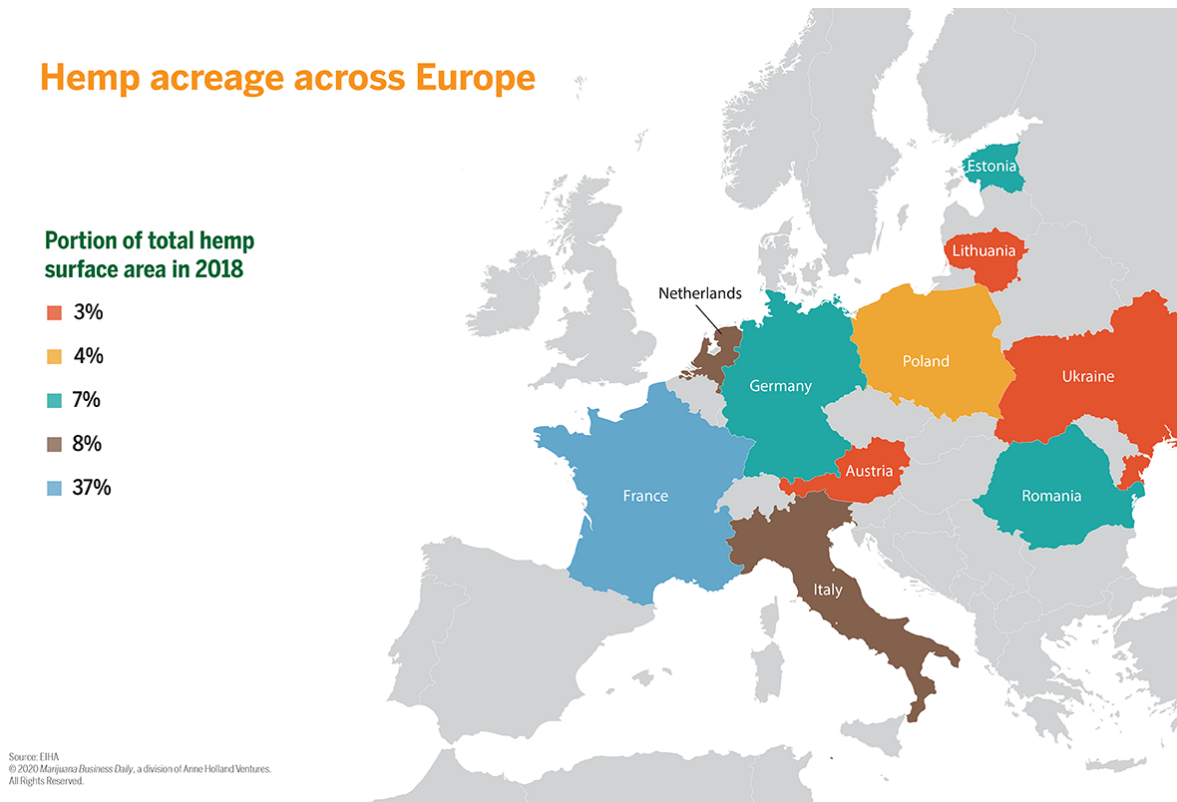 Hemp acreage across Europe
Portion of total hemp
surface area in 2018
3%
4%
7%
8%
37%
Estonia
Lithuania
Netherlands
Poland
Ukraine
Germany
Austria
France
Romania
Italy
Source: EIHA
© 2020 Marijuana Business Daily, a division of Anne Holland Ventures.
All Rights Reserved.